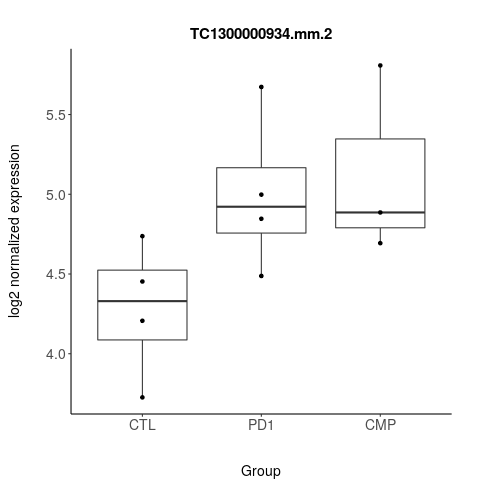 TC1300000934.mm.2
log2 normalized expression
5.5
5.0
4.5
4.0
CTL PD1 CMP
Group